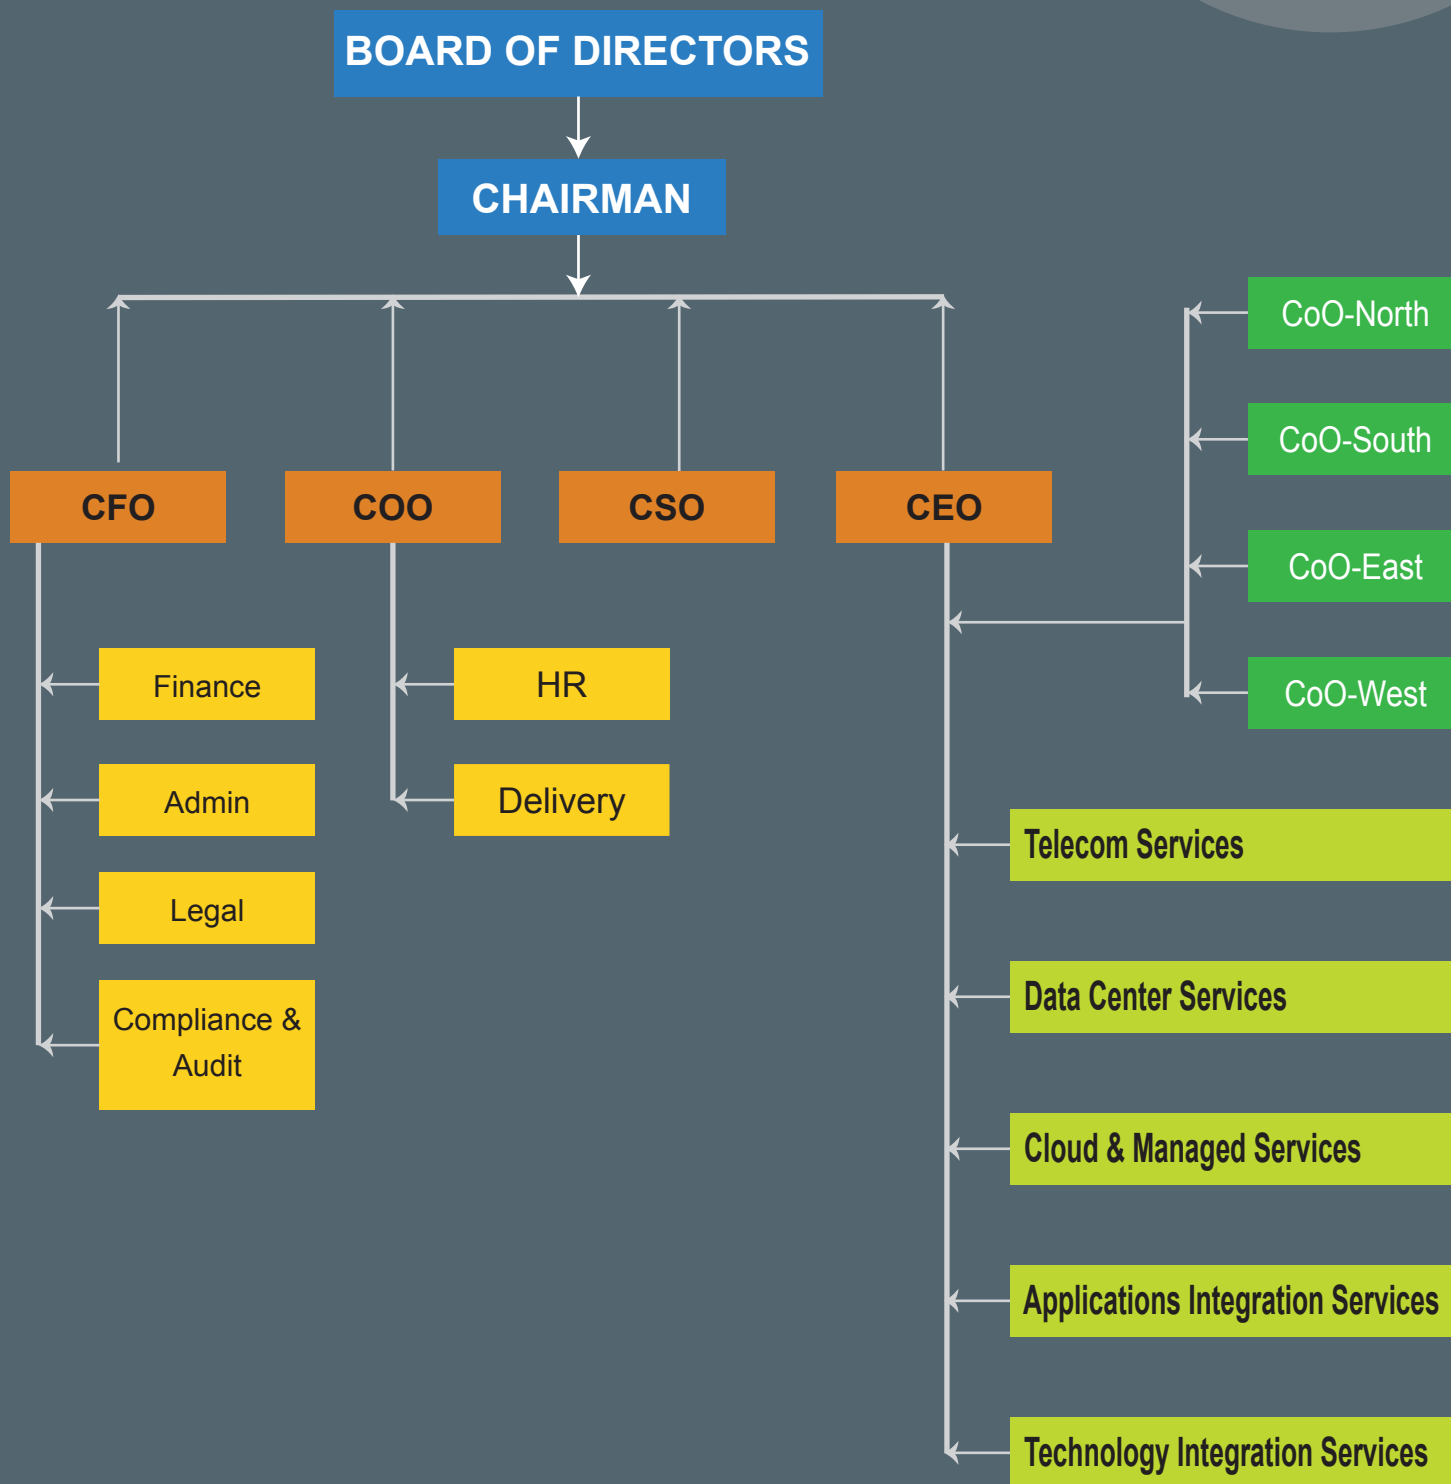 BOARD OF DIRECTORS
CHAIRMAN
CoO-North
CoO-South
CFO
COO
CSO
CEO
CoO-East
Finance
HR
CoO-West
Admin
Delivery
Telecom Services
Legal
Data Center Services
Compliance &
Audit
Cloud & Managed Services
Applications Integration Services
Technology Integration Services